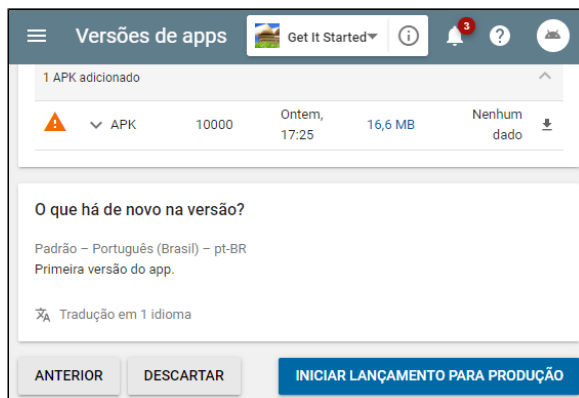 Versões de apps Get It Started 3
1 APK adicionado
APK 10000 Ontem, 17:25 16,6 MB Nenhum dado
O que há de novo na versão?
Padrão – Português (Brasil) – pt-BR
Primeira versão do app.
Tradução em 1 idioma
ANTERIOR DESCARTAR INICIAR LANÇAMENTO PARA PRODUÇÃO